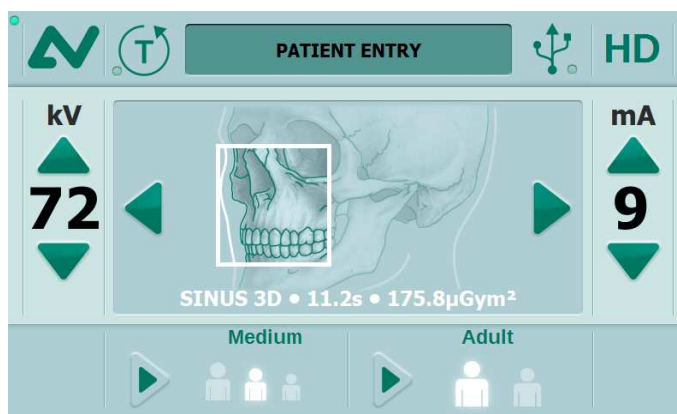 T
PATIENT ENTRY
HD
kV
mA
72
9
SINUS 3D • 11.2s • 175.8µGym²
Medium
Adult